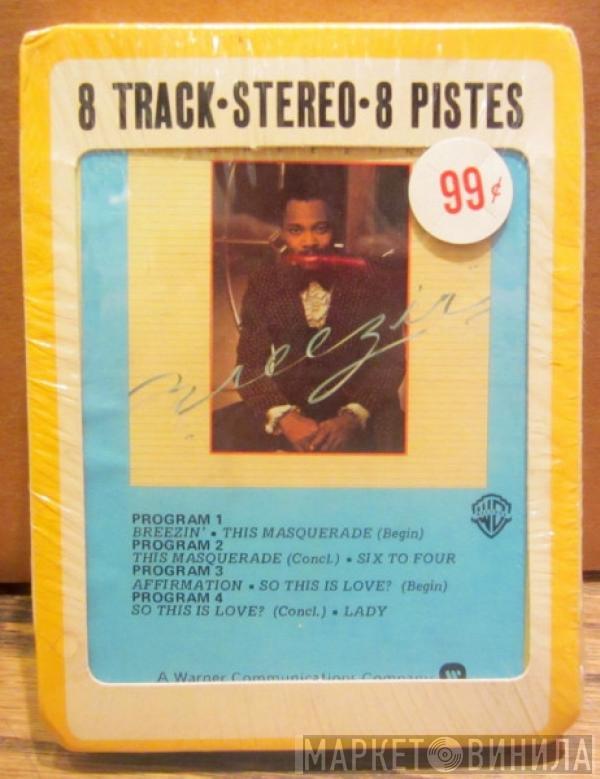 8 TRACK•STEREO•8 PISTES
99¢
Breezin'
PROGRAM 1
BREEZIN' • THIS MASQUERADE (Begin)
PROGRAM 2
THIS MASQUERADE (Concl.) • SIX TO FOUR
PROGRAM 3
AFFIRMATION • SO THIS IS LOVE? (Begin)
PROGRAM 4
SO THIS IS LOVE? (Concl.) • LADY
A Warner Communications Company
МАРКЕТ ВИНИЛА